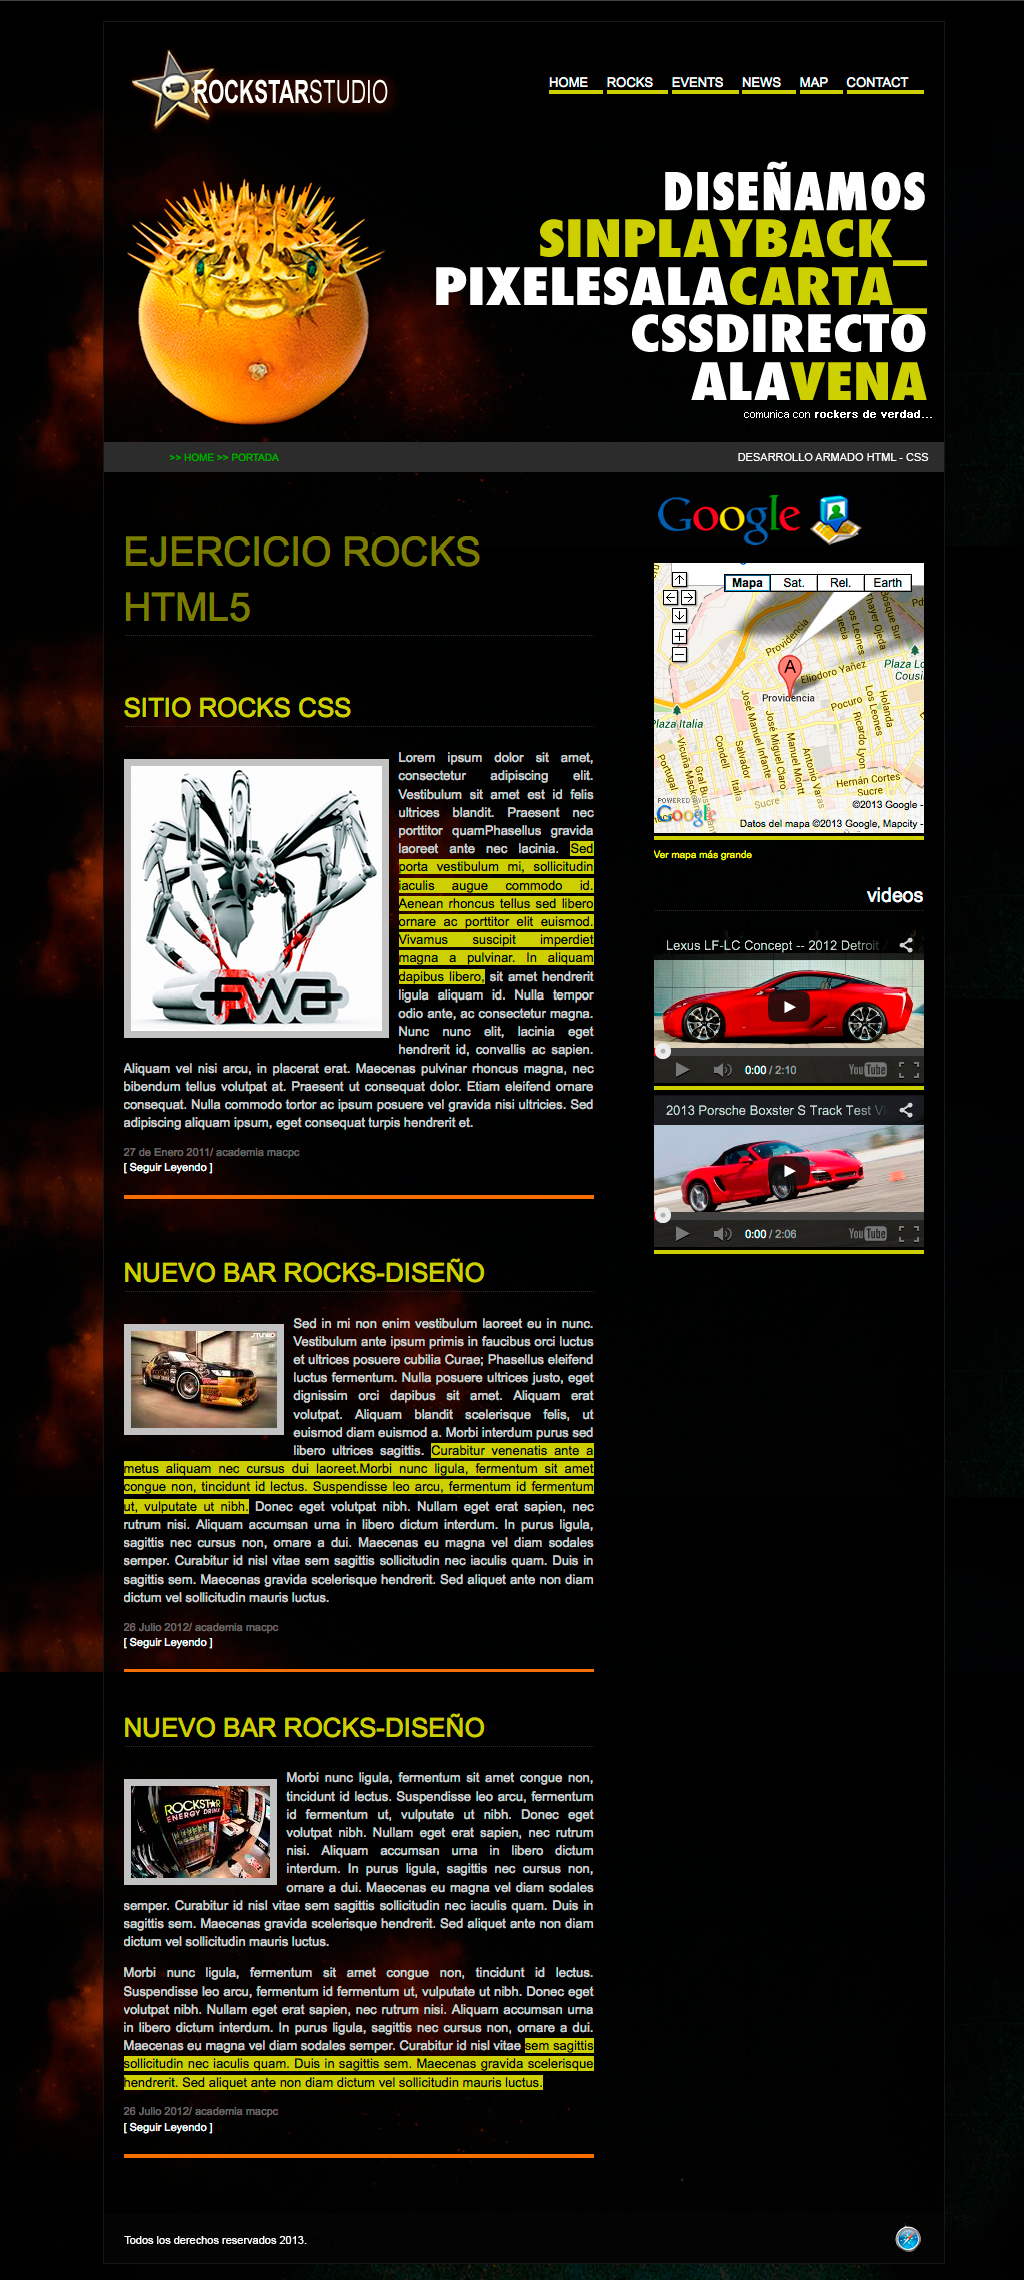 ROCKSTARSTUDIO
HOME ROCKS EVENTS NEWS MAP CONTACT
DISEÑAMOS
SINPLAYBACK_
PIXELESALACARTA_
CSSDIRECTO
ALAVENA
comunica con rockers de verdad...
>> HOME >> PORTADA
DESARROLLO ARMADO HTML - CSS
EJERCICIO ROCKS
HTML5
SITIO ROCKS CSS
Lorem ipsum dolor sit amet,
consectetur adipiscing elit.
Vestibulum sit amet est id felis
ultrices blandit. Praesent nec
porttitor quamPhasellus gravida
laoreet ante nec lacinia. Sed
porta vestibulum mi, sollicitudin
iaculis augue commodo id.
Aenean rhoncus tellus sed libero
ornare ac porttitor elit euismod.
Vivamus suscipit imperdiet
magna a pulvinar. In aliquam
dapibus libero, sit amet hendrerit
ligula aliquam id. Nulla tempor
odio ante, ac consectetur magna.
Nunc nunc elit, lacinia eget
hendrerit id, convallis ac sapien.
Aliquam vel nisi arcu, in placerat erat. Maecenas pulvinar rhoncus magna, nec
bibendum tellus volutpat at. Praesent ut consequat dolor. Etiam eleifend ornare
consequat. Nulla commodo tortor ac ipsum posuere vel gravida nisi ultricies. Sed
adipiscing aliquam ipsum, eget consequat turpis hendrerit et.
FWA
27 de Enero 2011/ academia macpc
[ Seguir Leyendo ]
NUEVO BAR ROCKS-DISEÑO
Sed in mi non enim vestibulum laoreet eu in nunc.
Vestibulum ante ipsum primis in faucibus orci luctus
et ultrices posuere cubilia Curae; Phasellus eleifend
luctus fermentum. Nulla posuere ultrices justo, eget
dignissim orci dapibus sit amet. Aliquam erat
volutpat. Aliquam blandit scelerisque felis, ut
euismod diam euismod a. Morbi interdum purus sed
libero ultrices sagittis. Curabitur venenatis ante a
metus aliquam nec cursus dui laoreet.Morbi nunc ligula, fermentum sit amet
congue non, tincidunt id lectus. Suspendisse leo arcu, fermentum id fermentum
ut, vulputate ut nibh. Donec eget volutpat nibh. Nullam eget erat sapien, nec
rutrum nisi. Aliquam accumsan urna in libero dictum interdum. In purus ligula,
sagittis nec cursus non, ornare a dui. Maecenas eu magna vel diam sodales
semper. Curabitur id nisl vitae sem sagittis sollicitudin nec iaculis quam. Duis in
sagittis sem. Maecenas gravida scelerisque hendrerit. Sed aliquet ante non diam
dictum vel sollicitudin mauris luctus.
26 Julio 2012/ academia macpc
[ Seguir Leyendo ]
NUEVO BAR ROCKS-DISEÑO
ROCKSTAR
ENERGY DRINK
Morbi nunc ligula, fermentum sit amet congue non,
tincidunt id lectus. Suspendisse leo arcu, fermentum
id fermentum ut, vulputate ut nibh. Donec eget
volutpat nibh. Nullam eget erat sapien, nec rutrum
nisi. Aliquam accumsan urna in libero dictum
interdum. In purus ligula, sagittis nec cursus non,
ornare a dui. Maecenas eu magna vel diam sodales
semper. Curabitur id nisl vitae sem sagittis sollicitudin nec iaculis quam. Duis in
sagittis sem. Maecenas gravida scelerisque hendrerit. Sed aliquet ante non diam
dictum vel sollicitudin mauris luctus.
Morbi nunc ligula, fermentum sit amet congue non, tincidunt id lectus.
Suspendisse leo arcu, fermentum id fermentum ut, vulputate ut nibh. Donec eget
volutpat nibh. Nullam eget erat sapien, nec rutrum nisi. Aliquam accumsan urna
in libero dictum interdum. In purus ligula, sagittis nec cursus non, ornare a dui.
Maecenas eu magna vel diam sodales semper. Curabitur id nisl vitae sem sagittis
sollicitudin nec iaculis quam. Duis in sagittis sem. Maecenas gravida scelerisque
hendrerit. Sed aliquet ante non diam dictum vel sollicitudin mauris luctus.
26 Julio 2012/ academia macpc
[ Seguir Leyendo ]
Google
Mapa Sat. Rel. Earth
Bosque Sur
Thayer Ojeda
Los Leones
Providencia
A
Eliodoro Yañez
Plaza Lo
Cousi
Providencia
Pocuro
Holanda
Los Leones
Ricardo Lyon
Plaza Italia
José Manuel Infante
José Miguel Claro
Manuel Montt
Antonio Varas
Condell
Salvador
Vicuña Macke
Gral Bus
Portugal
Hernán Cortes
Sucre
Sucre
POWERED BY
Google
©2013 Google -
Datos del mapa ©2013 Google, Mapcity -
Ver mapa más grande
videos
Lexus LF-LC Concept -- 2012 Detroit
0:00 / 2:10 YouTube
2013 Porsche Boxster S Track Test Vi
0:00 / 2:06 YouTube
Todos los derechos reservados 2013.